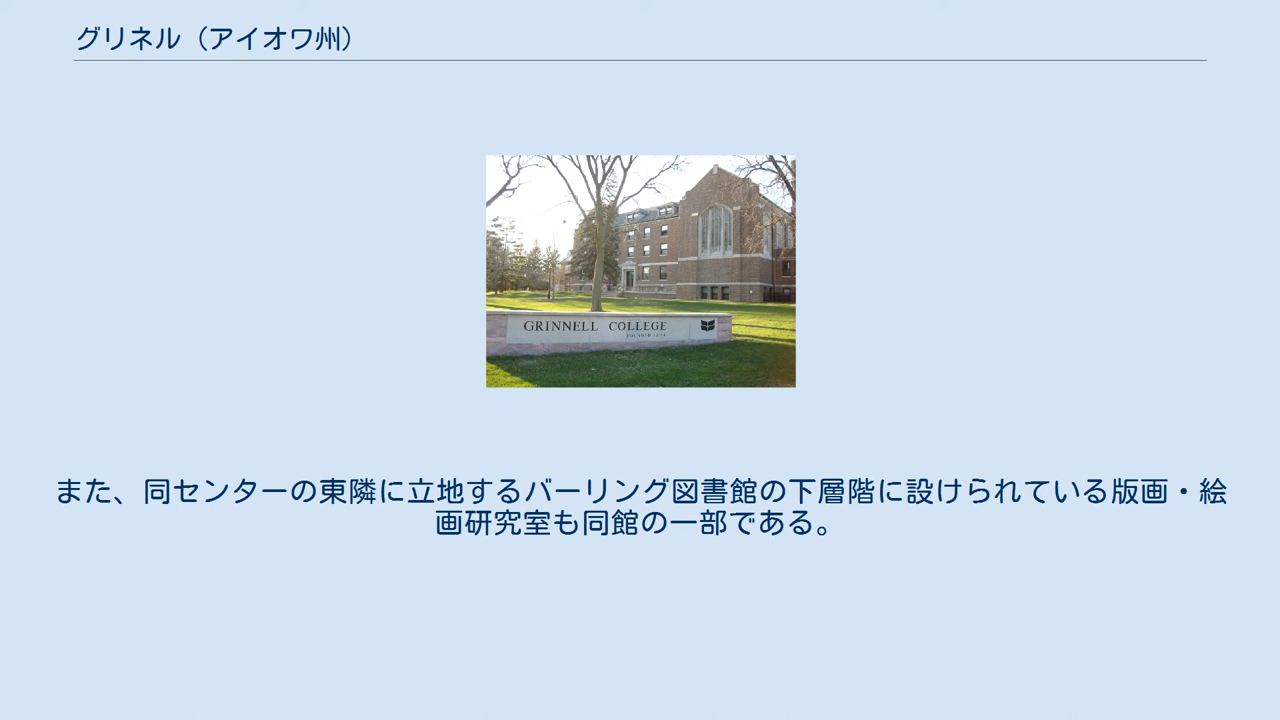 グリネル（アイオワ州）
GRINNELL COLLEGE
また、同センターの東隣に立地するバーリング図書館の下層階に設けられている版画・絵
画研究室も同館の一部である。